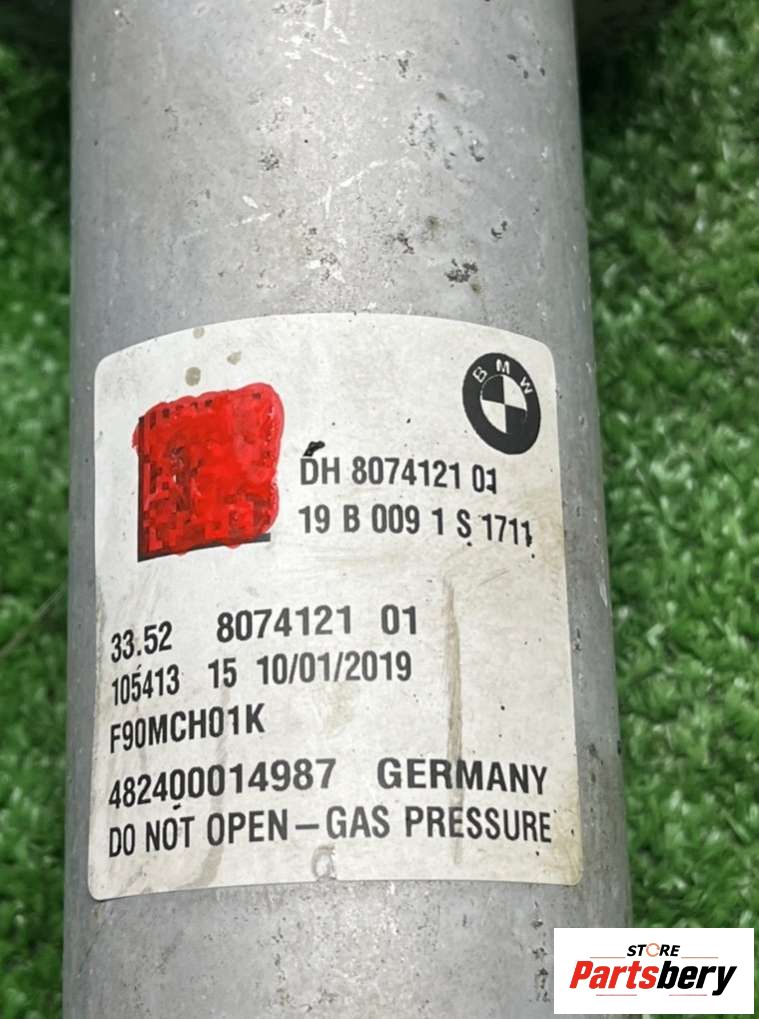 BMW
DH 8074121 01
19 B 009 1 S 1711
33.52 8074121 01
105413 15 10/01/2019
F90MCH01K
482400014987 GERMANY
DO NOT OPEN – GAS PRESSURE
STORE
Partsbery